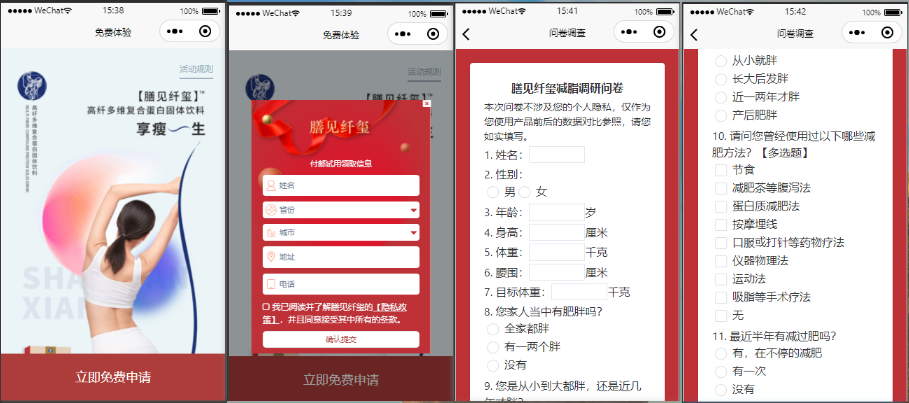 WeChat 15:38 100%
免费体验
活动规则
【膳见纤玺】™
高纤多维复合蛋白固体饮料
享瘦 一生
高纤多维复合蛋白固体饮料
SHA
XIAN
立即免费申请
WeChat 15:39 100%
免费体验
活动规则
【膳见纤玺】™
膳见纤玺
付邮试用领取信息
姓名
省份
城市
地址
电话
我已阅读并了解膳见纤玺的【隐私政
策】，并且同意接受其中所有的条款。
确认提交
立即免费申请
WeChat 15:41 100%
问卷调查
膳见纤玺减脂调研问卷
本次问卷不涉及您的个人隐私，仅作为
您使用产品前后的数据对比参照，请您
如实填写。
1. 姓名：
2. 性别：
男 女
3. 年龄： 岁
4. 身高： 厘米
5. 体重： 千克
6. 腰围： 厘米
7. 目标体重： 千克
8. 您家人当中有肥胖吗？
全家都胖
有一两个胖
没有
9. 您是从小到大都胖，还是近几
年才胖？
WeChat 15:42 100%
问卷调查
从小就胖
长大后发胖
近一两年才胖
产后肥胖
10. 请问您曾经使用过以下哪些减
肥方法？【多选题】
节食
减肥茶等腹泻法
蛋白质减肥法
按摩埋线
口服或打针等药物疗法
仪器物理法
运动法
吸脂等手术疗法
无
11. 最近半年有减过肥吗？
有，在不停的减肥
有一次
没有